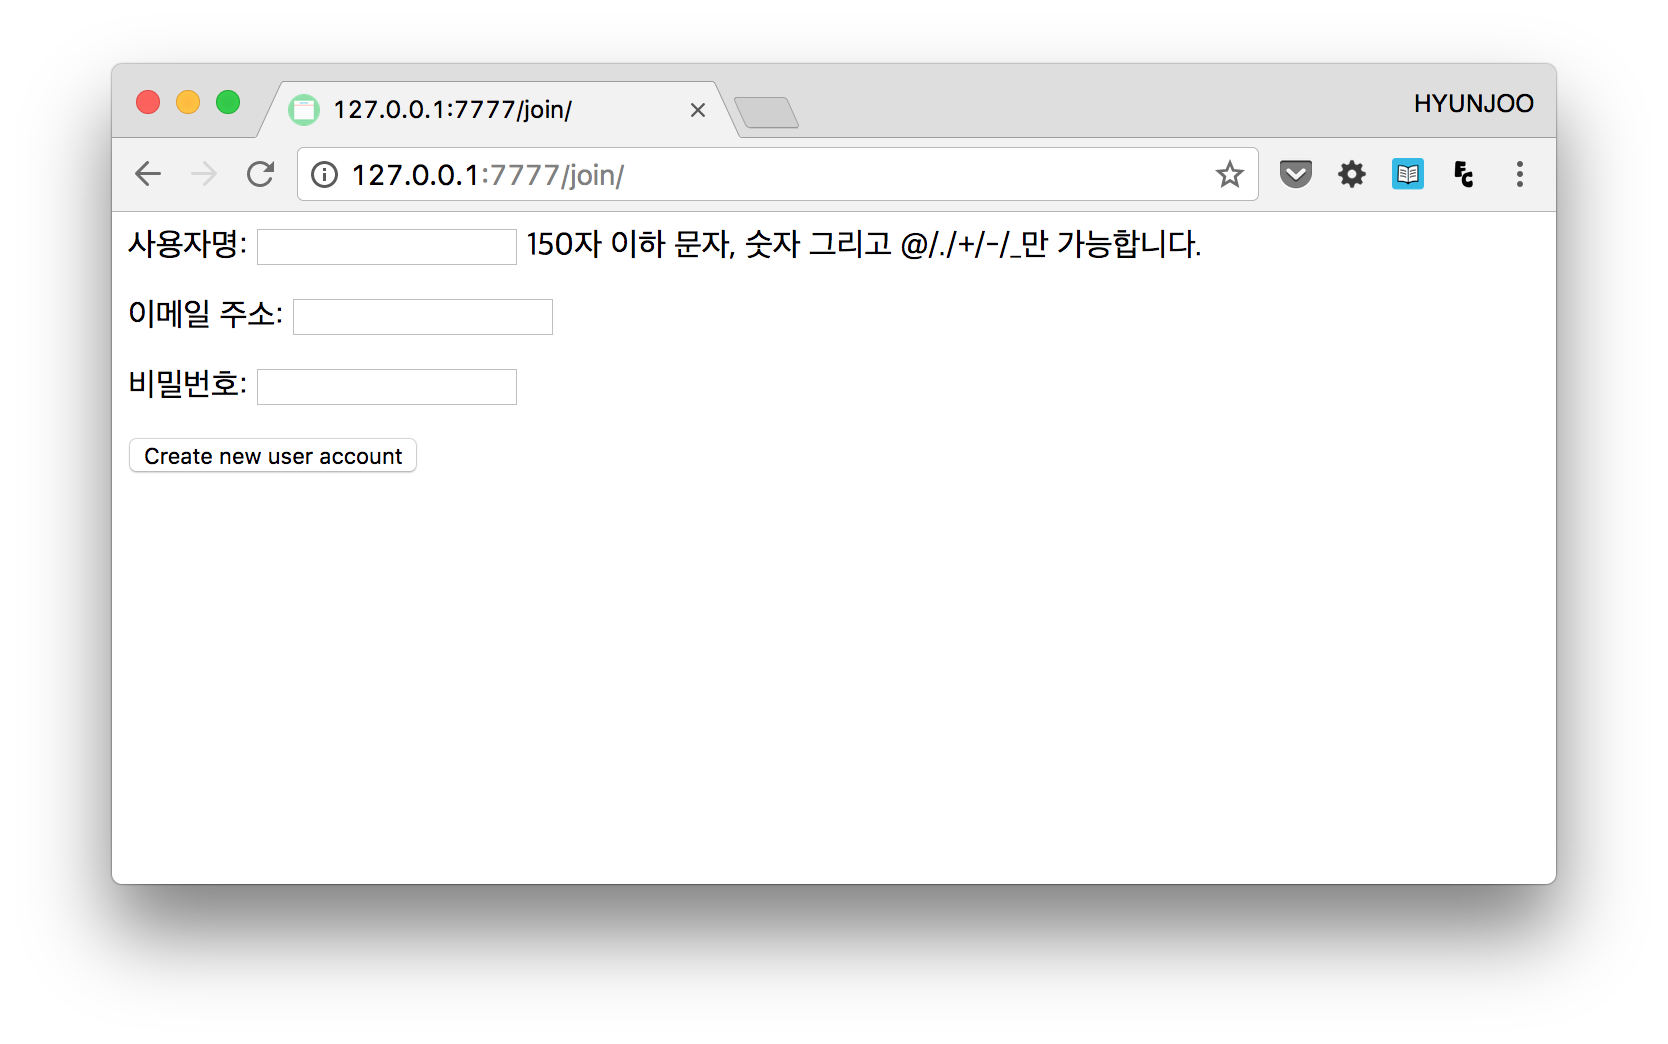 127.0.0.1:7777/join/
HYUNJOO
127.0.0.1:7777/join/
사용자명: 150자 이하 문자, 숫자 그리고 @/./+/-/_만 가능합니다.
이메일 주소:
비밀번호:
Create new user account